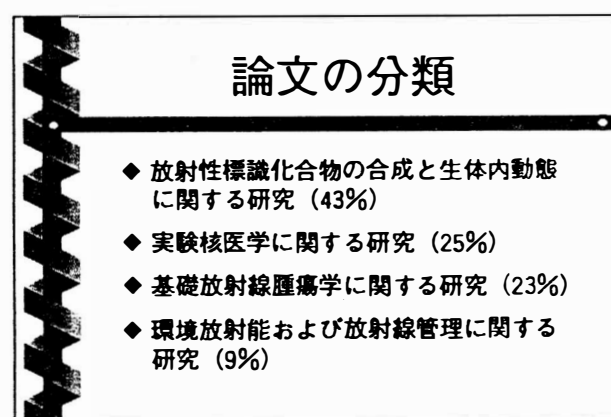 論文の分類
◆ 放射性標識化合物の合成と生体内動態
に関する研究（43%）
◆ 実験核医学に関する研究（25%）
◆ 基礎放射線腫瘍学に関する研究（23%）
◆ 環境放射能および放射線管理に関する
研究（9%）